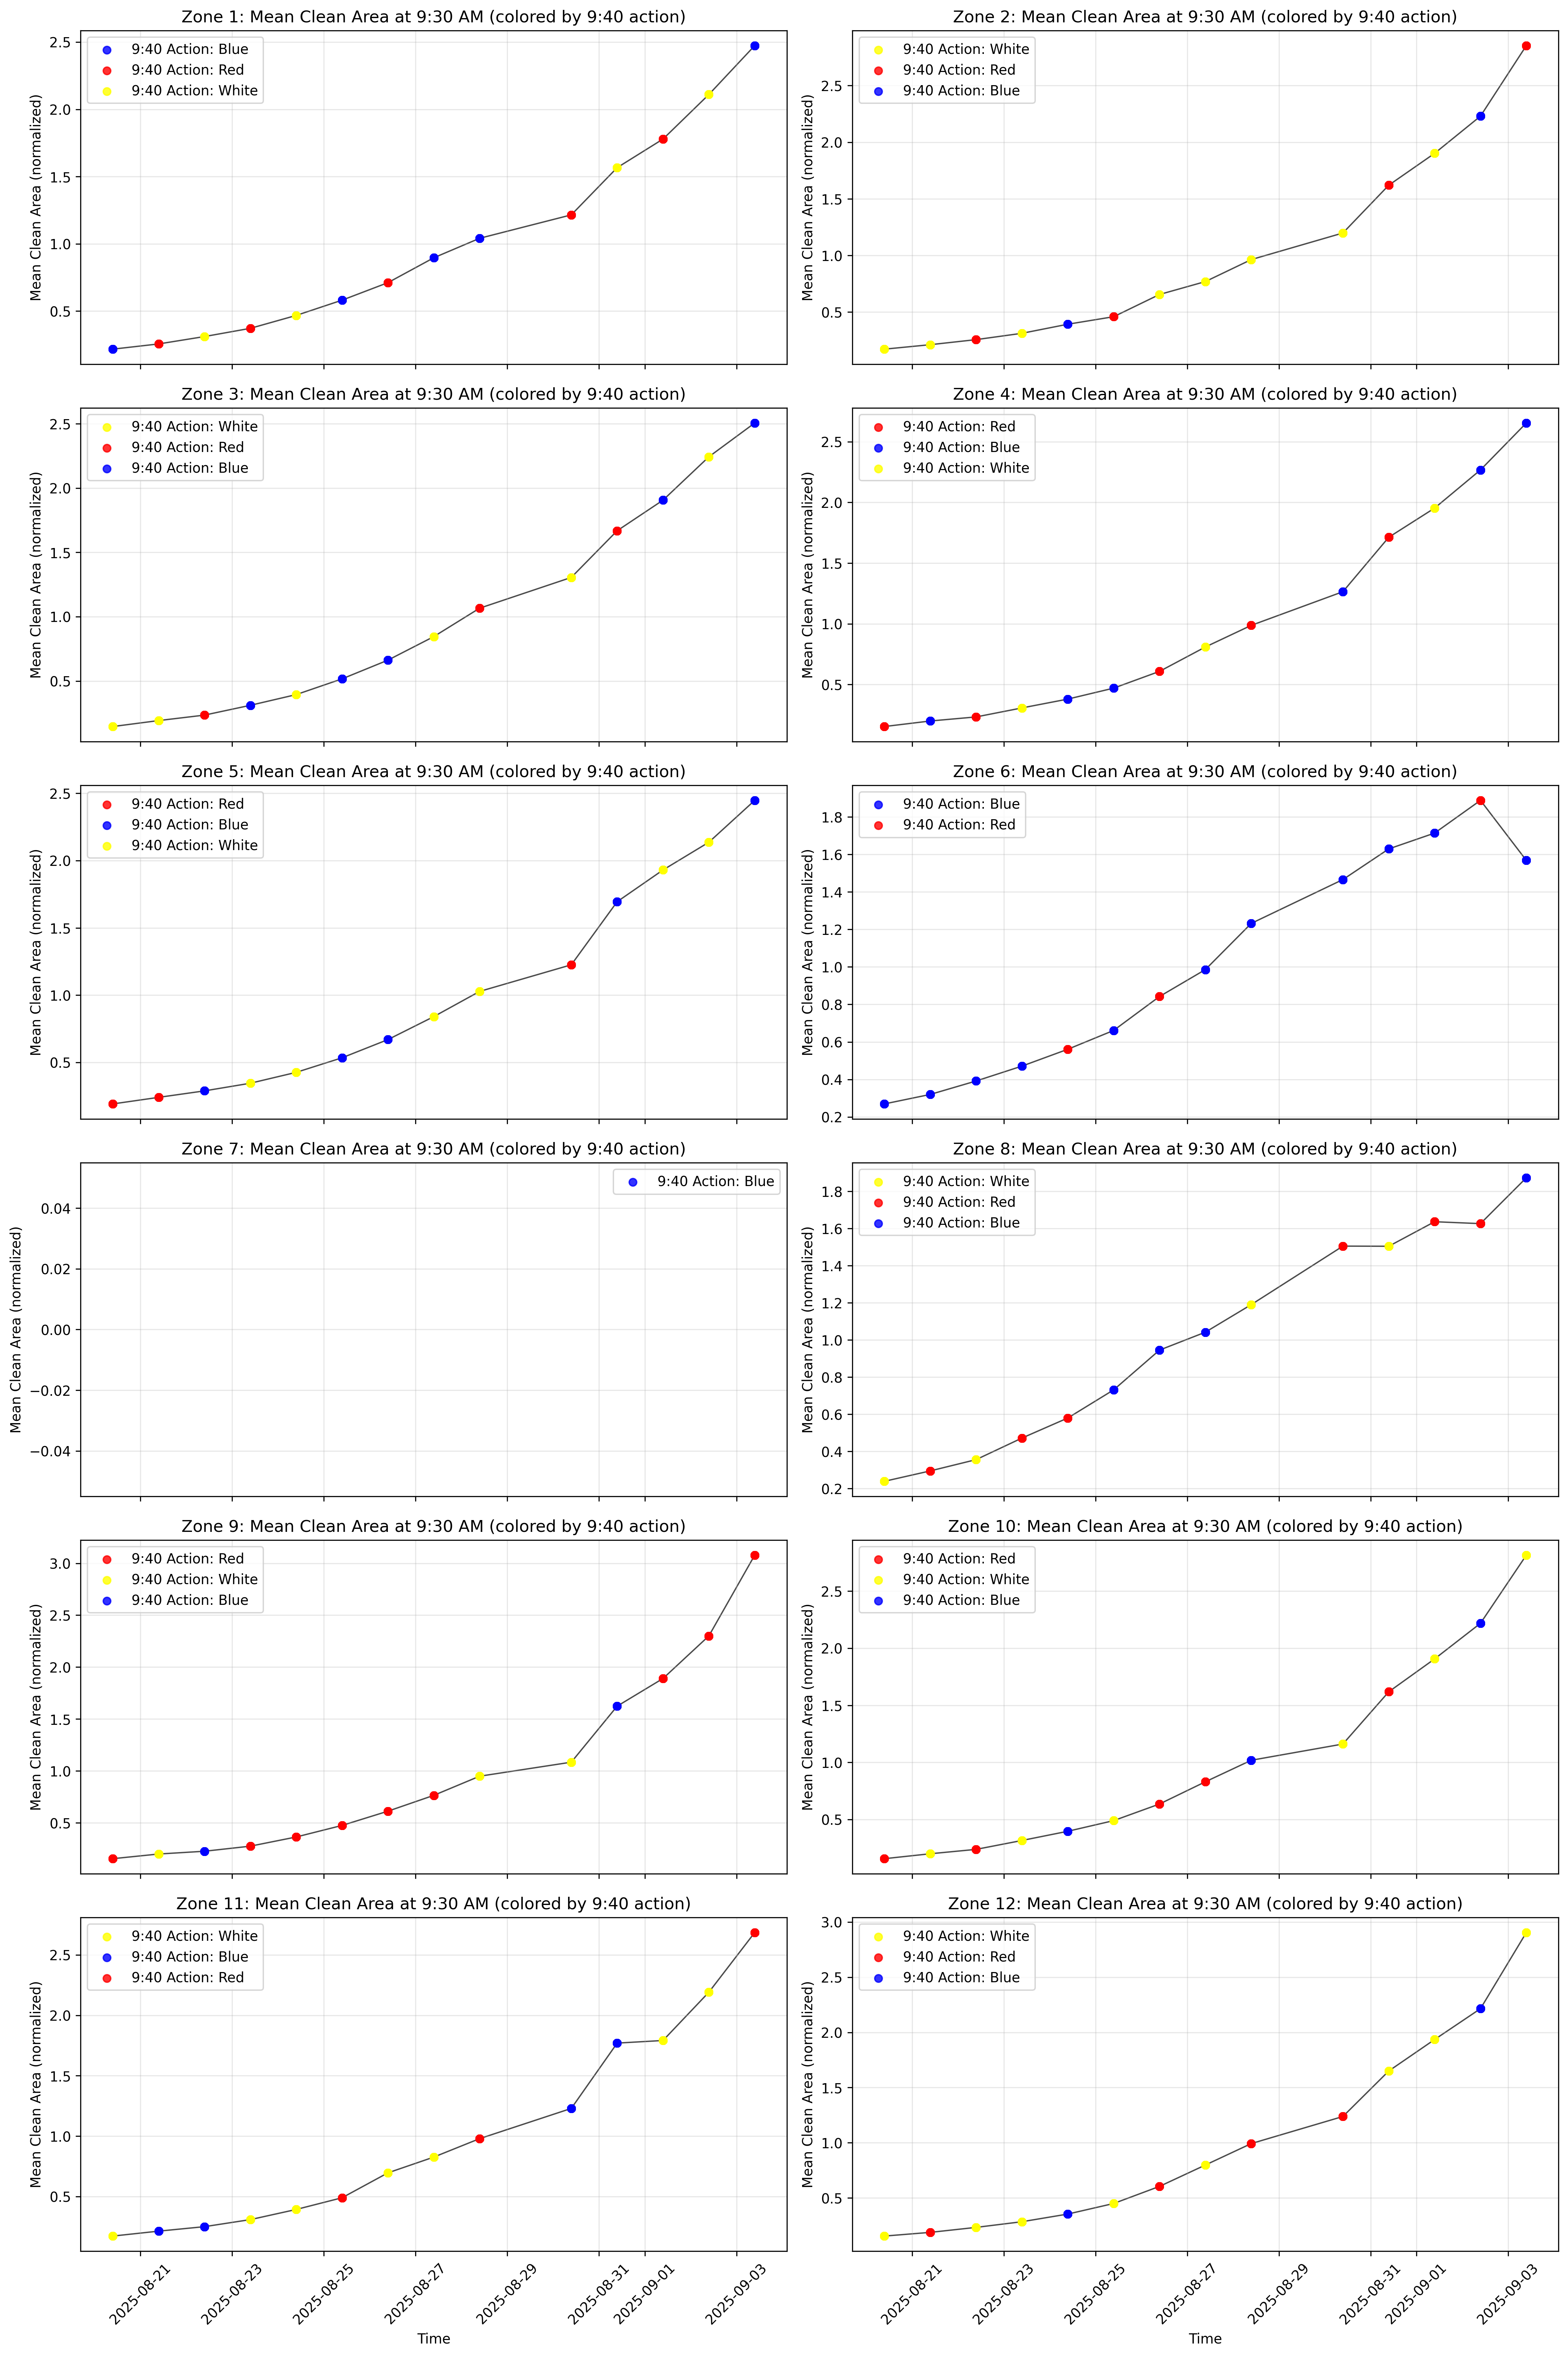 Zone 1: Mean Clean Area at 9:30 AM (colored by 9:40 action)
Mean Clean Area (normalized)
2.5
2.0
1.5
1.0
0.5
9:40 Action: Blue
9:40 Action: Red
9:40 Action: White
Zone 2: Mean Clean Area at 9:30 AM (colored by 9:40 action)
Mean Clean Area (normalized)
2.5
2.0
1.5
1.0
0.5
9:40 Action: White
9:40 Action: Red
9:40 Action: Blue
Zone 3: Mean Clean Area at 9:30 AM (colored by 9:40 action)
Mean Clean Area (normalized)
2.5
2.0
1.5
1.0
0.5
9:40 Action: White
9:40 Action: Red
9:40 Action: Blue
Zone 4: Mean Clean Area at 9:30 AM (colored by 9:40 action)
Mean Clean Area (normalized)
2.5
2.0
1.5
1.0
0.5
9:40 Action: Red
9:40 Action: Blue
9:40 Action: White
Zone 5: Mean Clean Area at 9:30 AM (colored by 9:40 action)
Mean Clean Area (normalized)
2.5
2.0
1.5
1.0
0.5
9:40 Action: Red
9:40 Action: Blue
9:40 Action: White
Zone 6: Mean Clean Area at 9:30 AM (colored by 9:40 action)
Mean Clean Area (normalized)
1.8
1.6
1.4
1.2
1.0
0.8
0.6
0.4
0.2
9:40 Action: Blue
9:40 Action: Red
Zone 7: Mean Clean Area at 9:30 AM (colored by 9:40 action)
Mean Clean Area (normalized)
0.04
0.02
0.00
−0.02
−0.04
9:40 Action: Blue
Zone 8: Mean Clean Area at 9:30 AM (colored by 9:40 action)
Mean Clean Area (normalized)
1.8
1.6
1.4
1.2
1.0
0.8
0.6
0.4
0.2
9:40 Action: White
9:40 Action: Red
9:40 Action: Blue
Zone 9: Mean Clean Area at 9:30 AM (colored by 9:40 action)
Mean Clean Area (normalized)
3.0
2.5
2.0
1.5
1.0
0.5
9:40 Action: Red
9:40 Action: White
9:40 Action: Blue
Zone 10: Mean Clean Area at 9:30 AM (colored by 9:40 action)
Mean Clean Area (normalized)
2.5
2.0
1.5
1.0
0.5
9:40 Action: Red
9:40 Action: White
9:40 Action: Blue
Zone 11: Mean Clean Area at 9:30 AM (colored by 9:40 action)
Mean Clean Area (normalized)
2.5
2.0
1.5
1.0
0.5
9:40 Action: White
9:40 Action: Blue
9:40 Action: Red
2025-08-21
2025-08-23
2025-08-25
2025-08-27
2025-08-29
2025-08-31
2025-09-01
2025-09-03
Time
Zone 12: Mean Clean Area at 9:30 AM (colored by 9:40 action)
Mean Clean Area (normalized)
3.0
2.5
2.0
1.5
1.0
0.5
9:40 Action: White
9:40 Action: Red
9:40 Action: Blue
2025-08-21
2025-08-23
2025-08-25
2025-08-27
2025-08-29
2025-08-31
2025-09-01
2025-09-03
Time